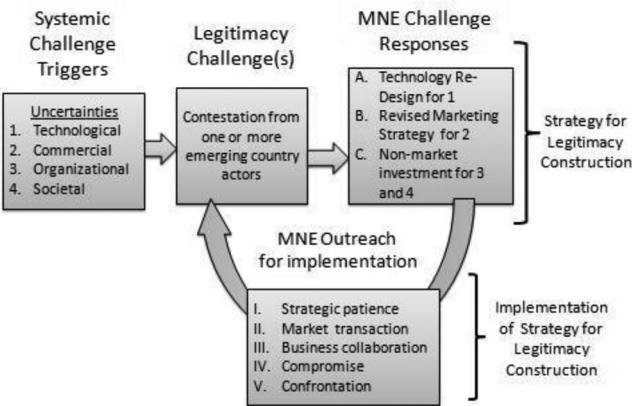 Systemic
Challenge
Triggers
Uncertainties
1. Technological
2. Commercial
3. Organizational
4. Societal
Legitimacy
Challenge(s)
Contestation from
one or more
emerging country
actors
MNE Challenge
Responses
A. Technology Re-
Design for 1
B. Revised Marketing
Strategy for 2
C. Non-market
investment for 3
and 4
Strategy for
Legitimacy
Construction
MNE Outreach
for implementation
I. Strategic patience
II. Market transaction
III. Business collaboration
IV. Compromise
V. Confrontation
Implementation
of Strategy for
Legitimacy
Construction